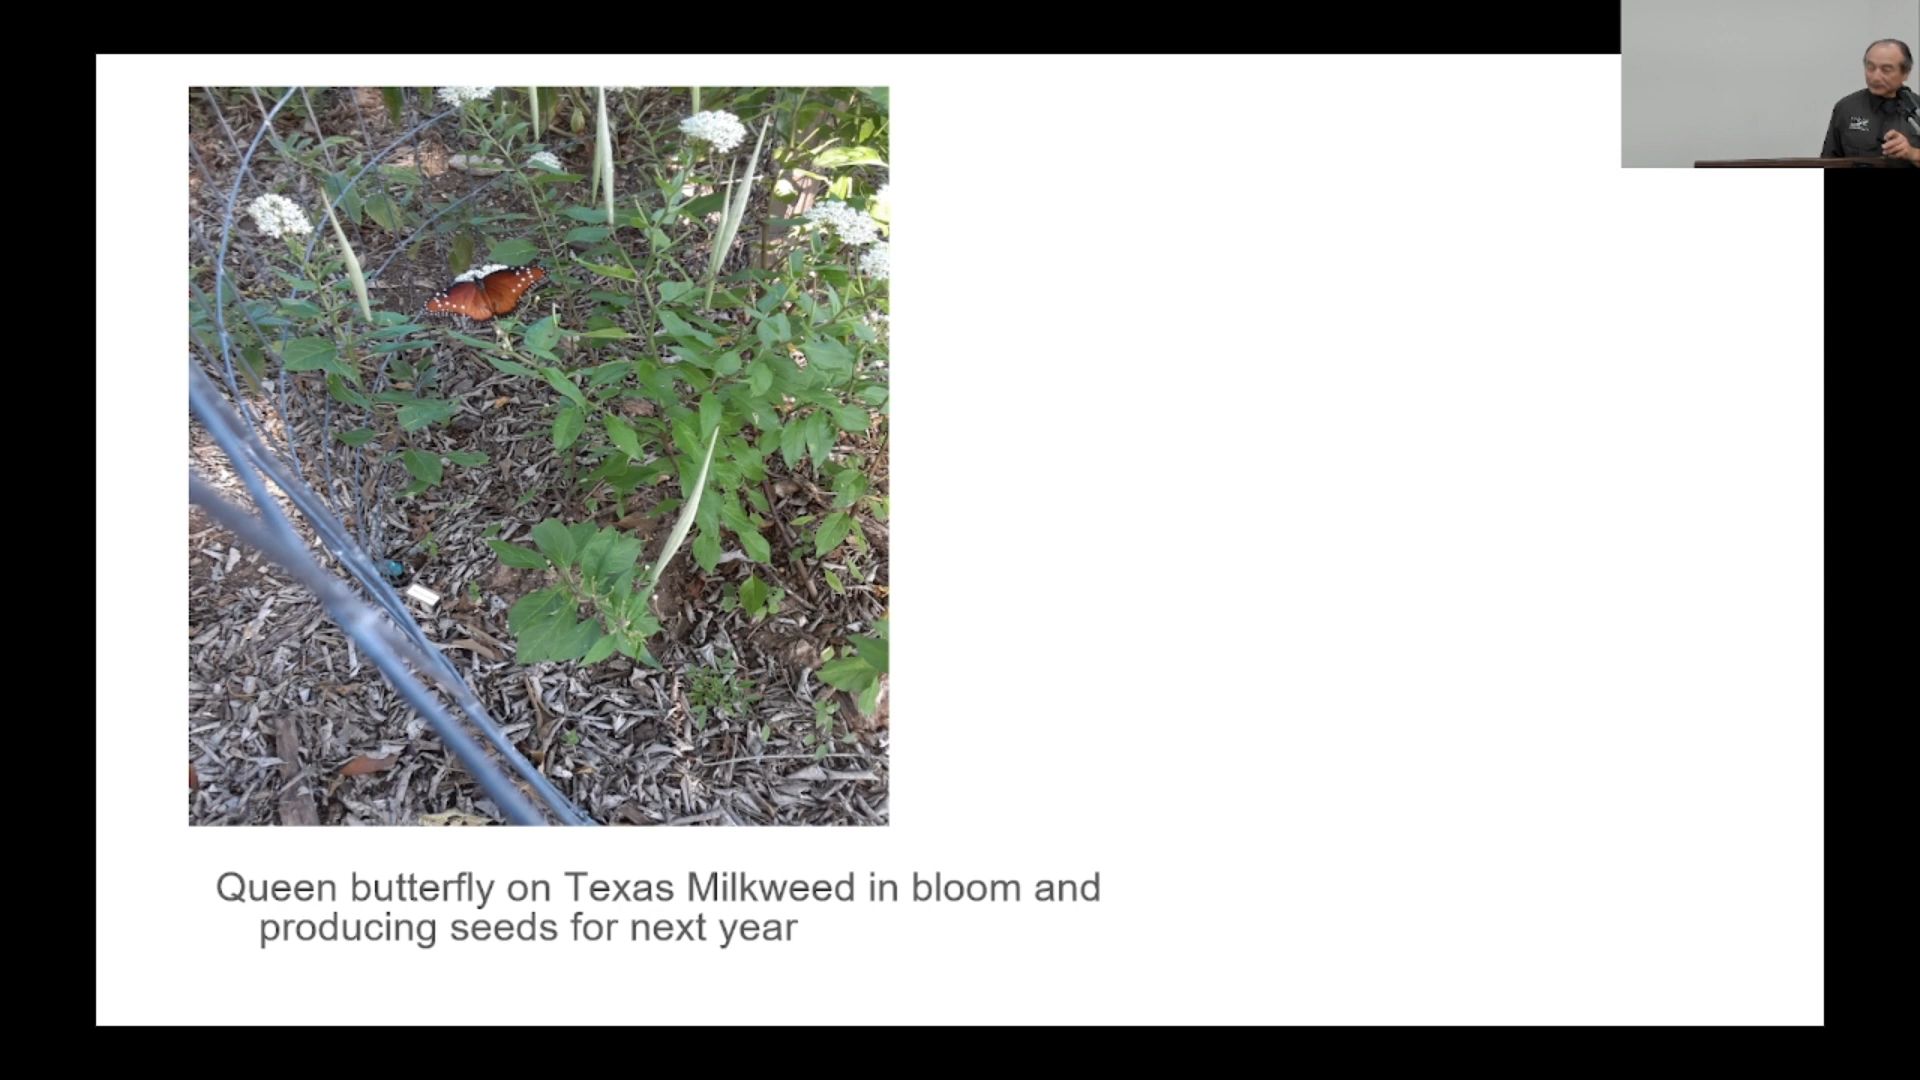 Queen butterfly on Texas Milkweed in bloom and
producing seeds for next year